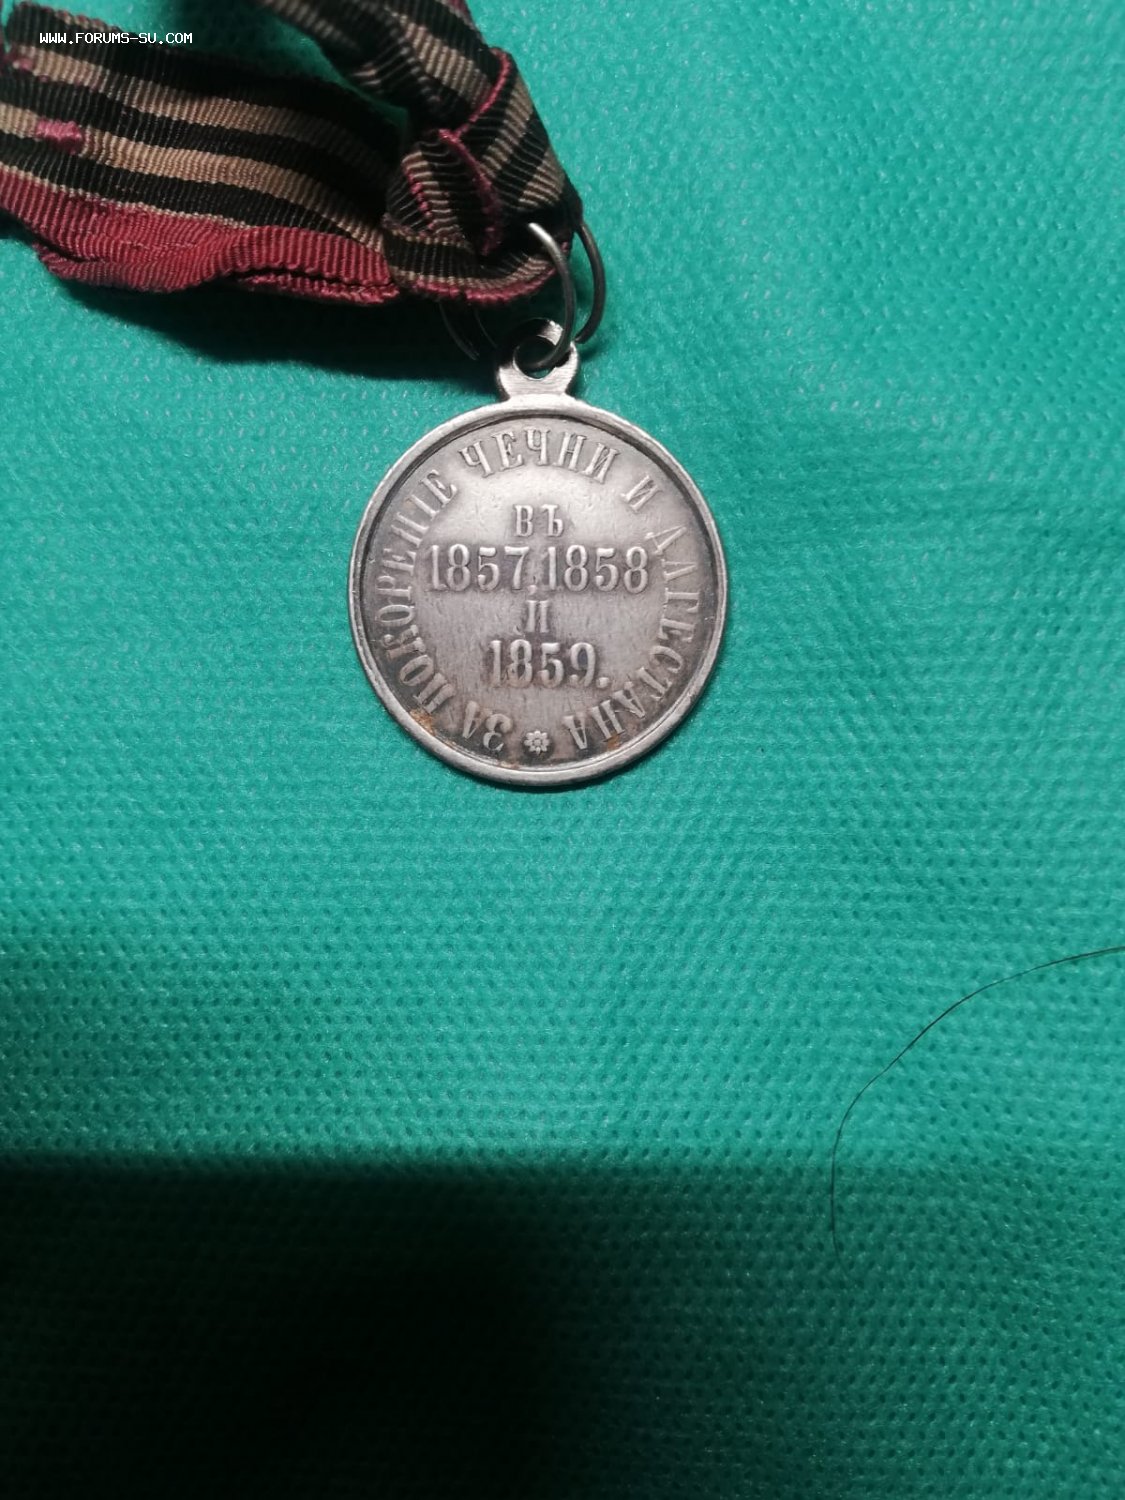 WWW.FORUMS-SU.COM
ЗА ПОКОРЕНІЕ ЧЕЧНИ И ДАГЕСТАНА
ВЪ
1857,1858
И
1859.